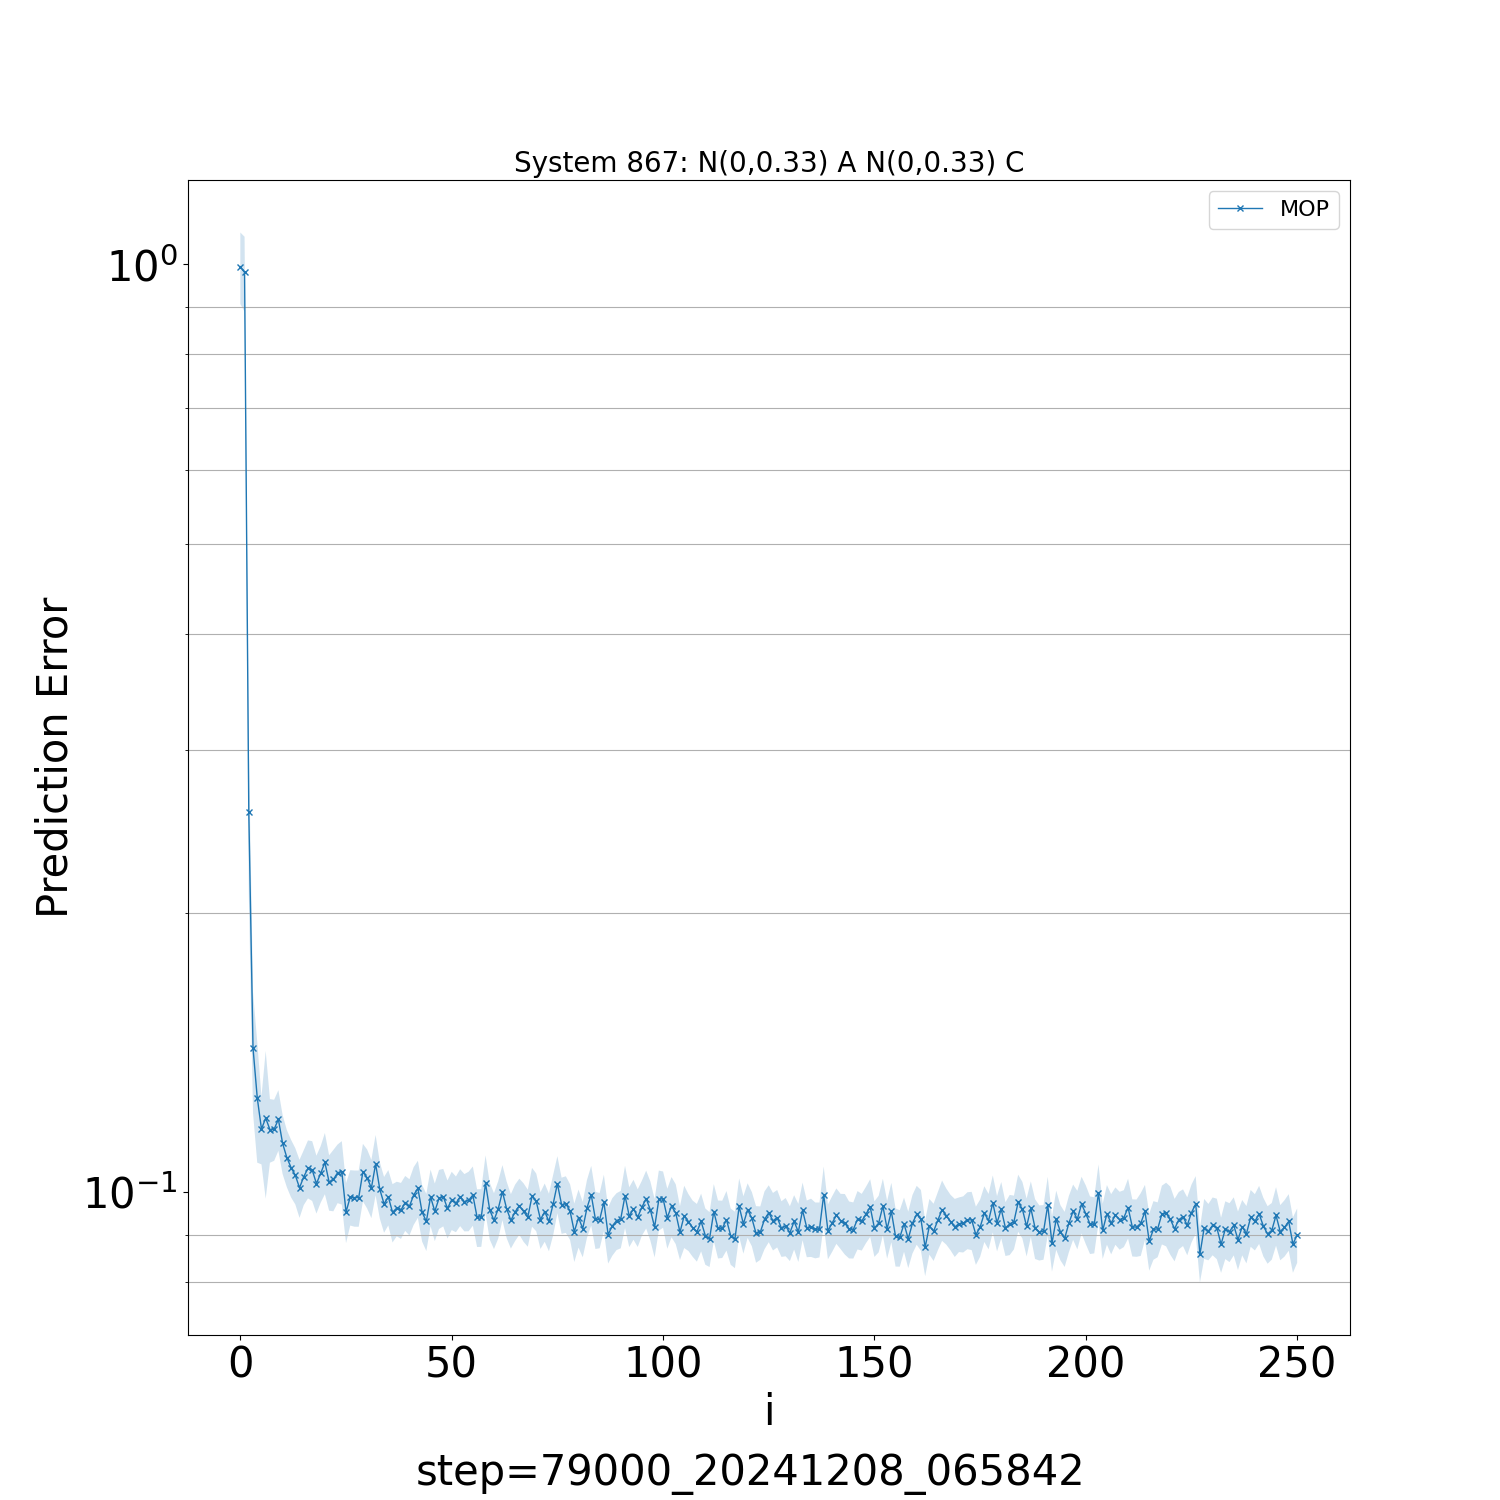 System 867: N(0,0.33) A N(0,0.33) C
MOP
10⁰
10⁻¹
Prediction Error
0 50 100 150 200 250
i
step=79000_20241208_065842